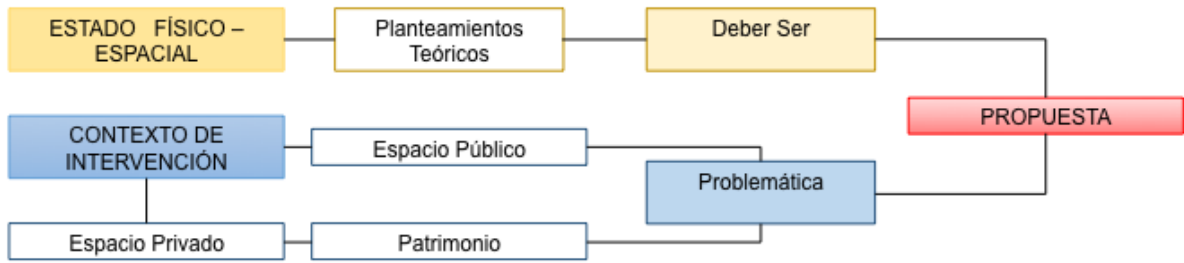 ESTADO FÍSICO –
ESPACIAL
Planteamientos
Teóricos
Deber Ser
PROPUESTA
CONTEXTO DE
INTERVENCIÓN
Espacio Público
Problemática
Espacio Privado
Patrimonio